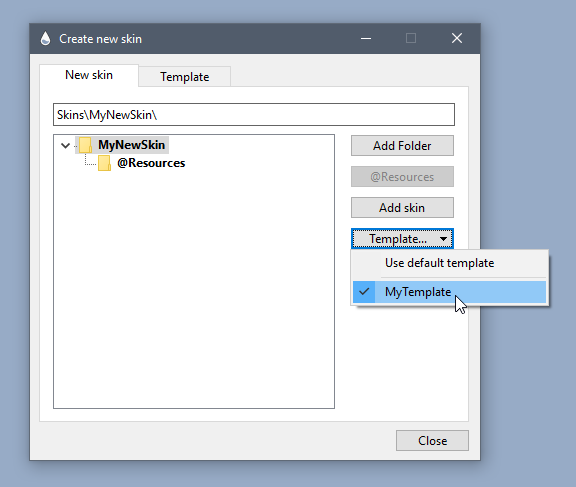 Create new skin
New skin
Template
Skins\MyNewSkin\
MyNewSkin
@Resources
Add Folder
@Resources
Add skin
Template...
Use default template
MyTemplate
Close